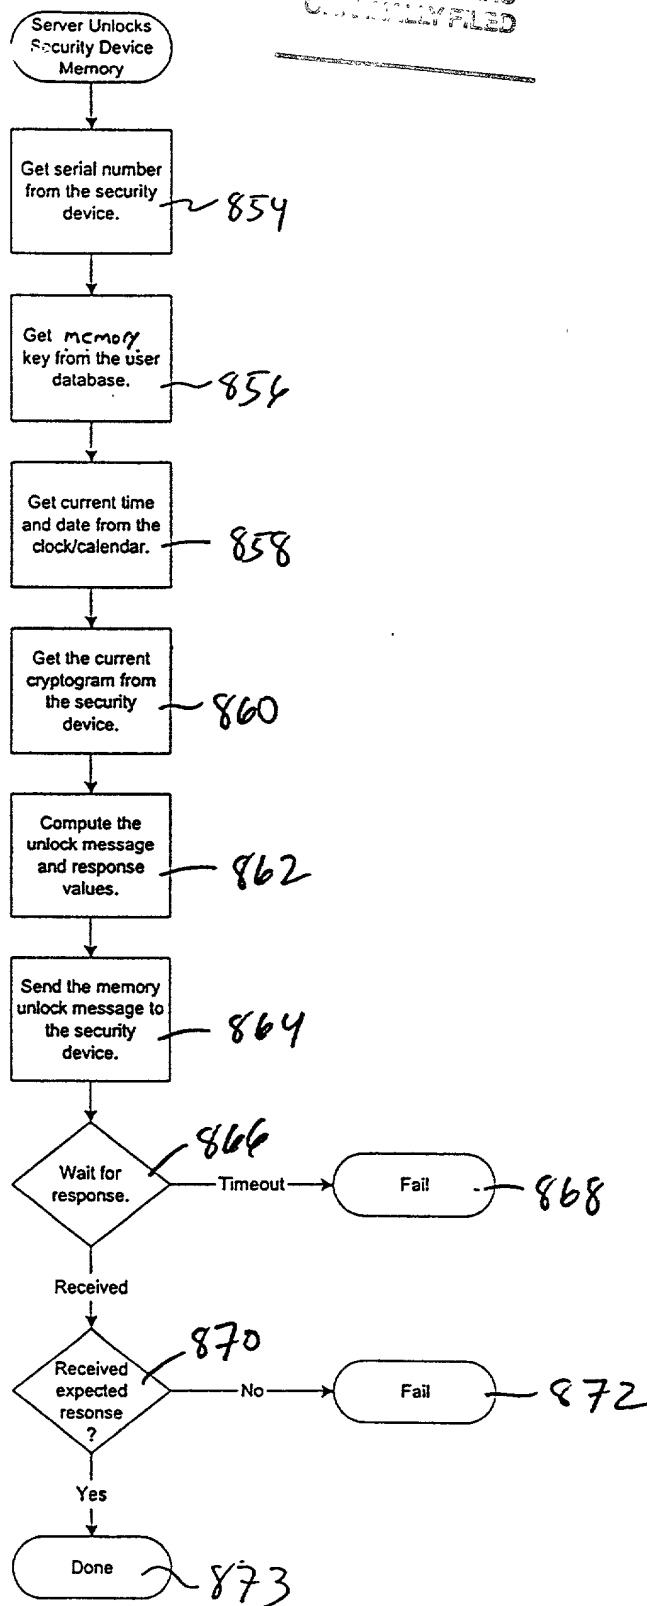 FILED
Server Unlocks
Security Device
Memory
Get serial number
from the security
device.
854
Get memory
key from the user
database.
856
Get current time
and date from the
clock/calendar.
858
Get the current
cryptogram from
the security
device.
860
Compute the
unlock message
and response
values.
862
Send the memory
unlock message to
the security
device.
864
866
Wait for
response.
Timeout
Fail
868
Received
870
Received
expected
resonse
?
No
Fail
872
Yes
Done
873